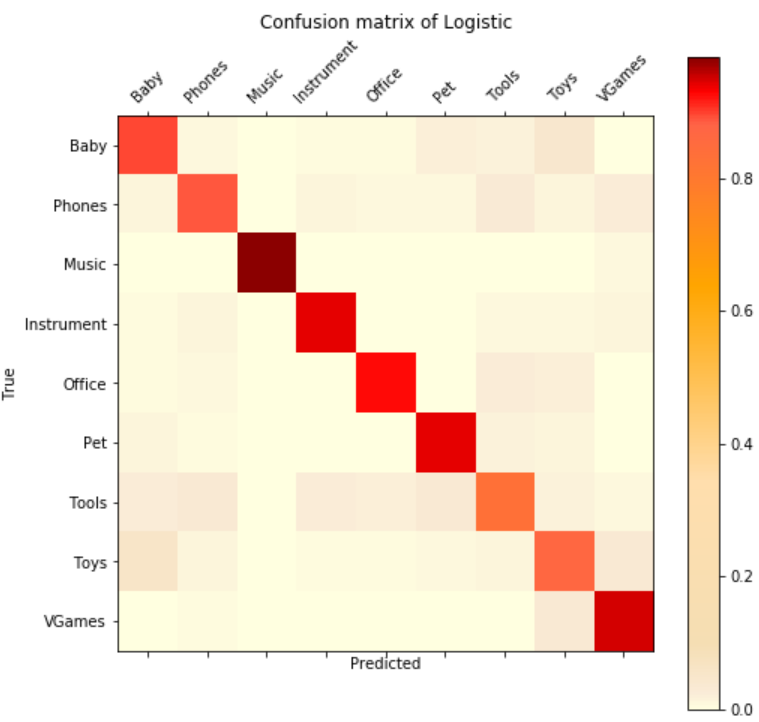 Confusion matrix of Logistic
Baby Phones Music Instrument Office Pet Tools Toys VGames
Baby
Phones
Music
Instrument
Office
Pet
Tools
Toys
VGames
True
Predicted
0.8
0.6
0.4
0.2
0.0